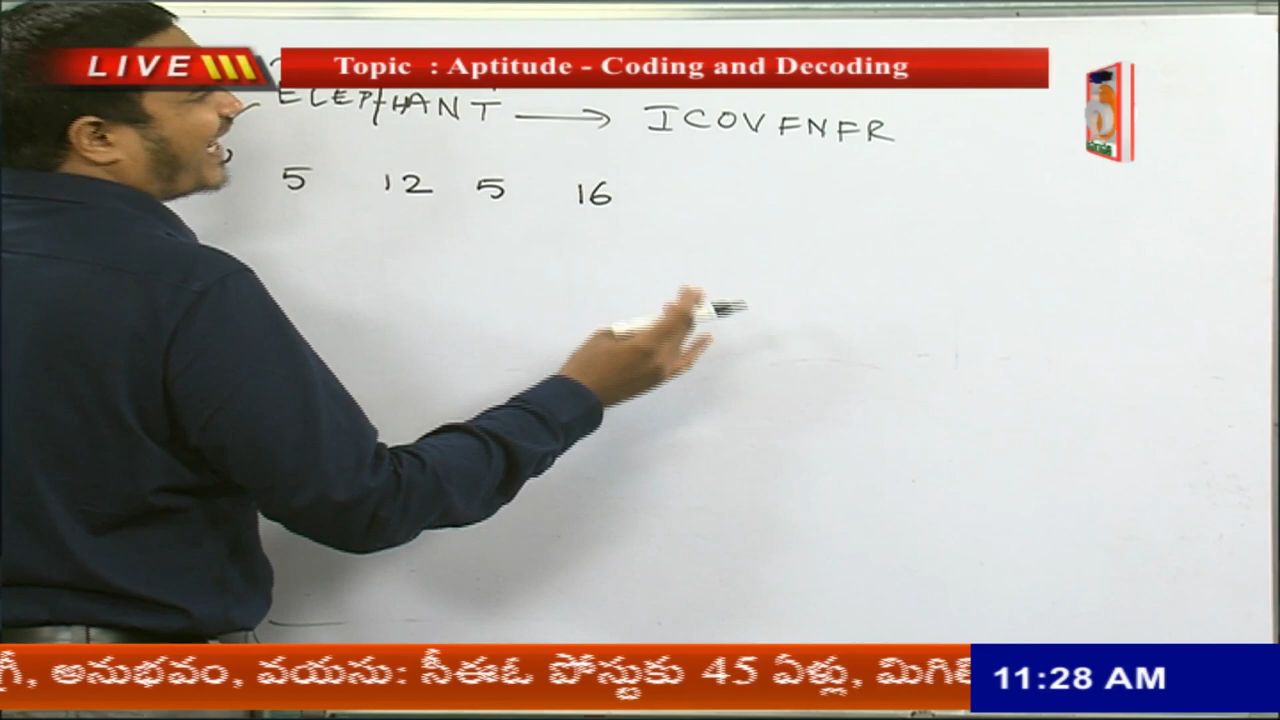 LIVE
Topic : Aptitude - Coding and Decoding
ELEPHANT → ICOVFNFR
5 12 5 16
గ్రీ, అనుభవం, వయసు: సీఈఓ పోస్టుకు 45 ఏళ్లు, మిగిలి
11:28 AM